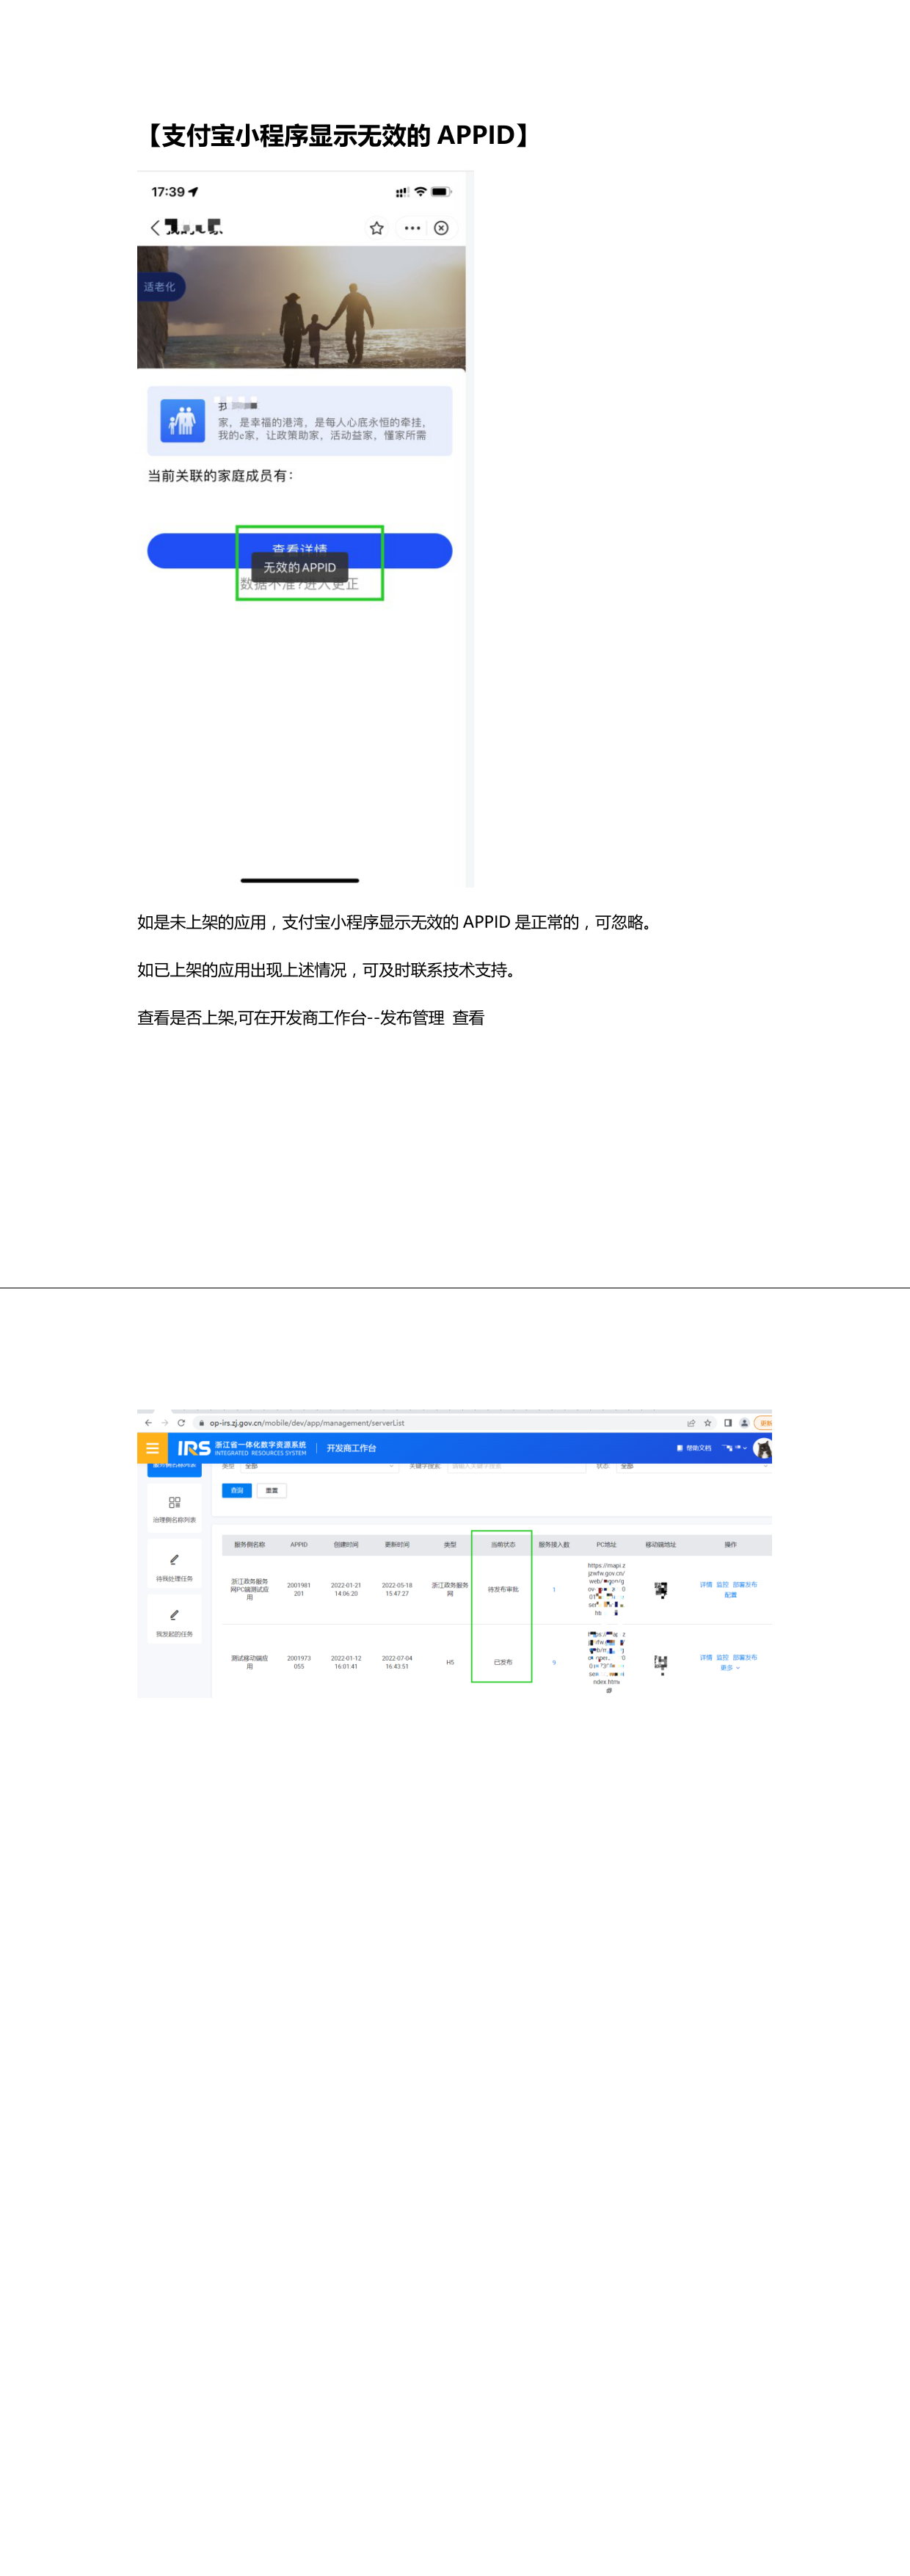 【支付宝小程序显示无效的 APPID】
17:39
适老化
家，是幸福的港湾，是每人心底永恒的牵挂，
我的e家，让政策助家，活动益家，懂家所需
当前关联的家庭成员有：
查看详情
无效的APPID
数据不准?进入更正
如是未上架的应用，支付宝小程序显示无效的 APPID 是正常的，可忽略。
如已上架的应用出现上述情况，可及时联系技术支持。
查看是否上架,可在开发商工作台--发布管理 查看
op-irs.zj.gov.cn/mobile/dev/app/management/serverList
IRS 浙江省一体化数字资源系统 开发商工作台 帮助文档
INTEGRATED RESOURCES SYSTEM
类型 全部 关键字搜索 请输入关键字搜索 状态 全部
查询 重置
治理侧名称列表
待我处理任务
我发起的任务
服务侧名称 APPID 创建时间 更新时间 类型 当前状态 服务接入数 PC地址 移动端地址 操作
浙江政务服务网PC端测试应用 2001981201 2022-01-21 14:06:20 2022-05-18 15:47:27 浙江政务服务网 待发布审批 1 https://mapi.z 详情 监控 部署发布 配置
测试移动端应用 2001973055 2022-01-12 16:01:41 2022-07-04 16:43:51 H5 已发布 9 详情 监控 部署发布 更多